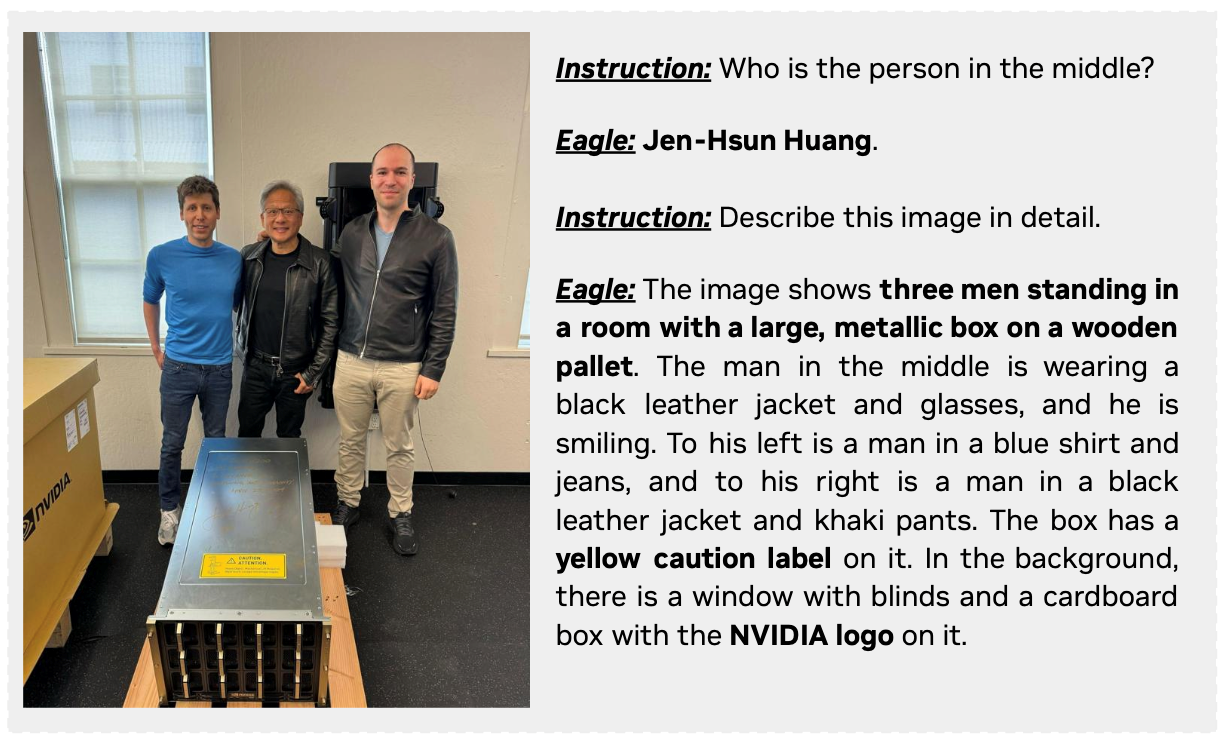 Instruction: Who is the person in the middle?
Eagle: Jen-Hsun Huang.
Instruction: Describe this image in detail.
Eagle: The image shows three men standing in
a room with a large, metallic box on a wooden
pallet. The man in the middle is wearing a
black leather jacket and glasses, and he is
smiling. To his left is a man in a blue shirt and
jeans, and to his right is a man in a black
leather jacket and khaki pants. The box has a
yellow caution label on it. In the background,
there is a window with blinds and a cardboard
box with the NVIDIA logo on it.
NVIDIA
CAUTION
ATTENTION